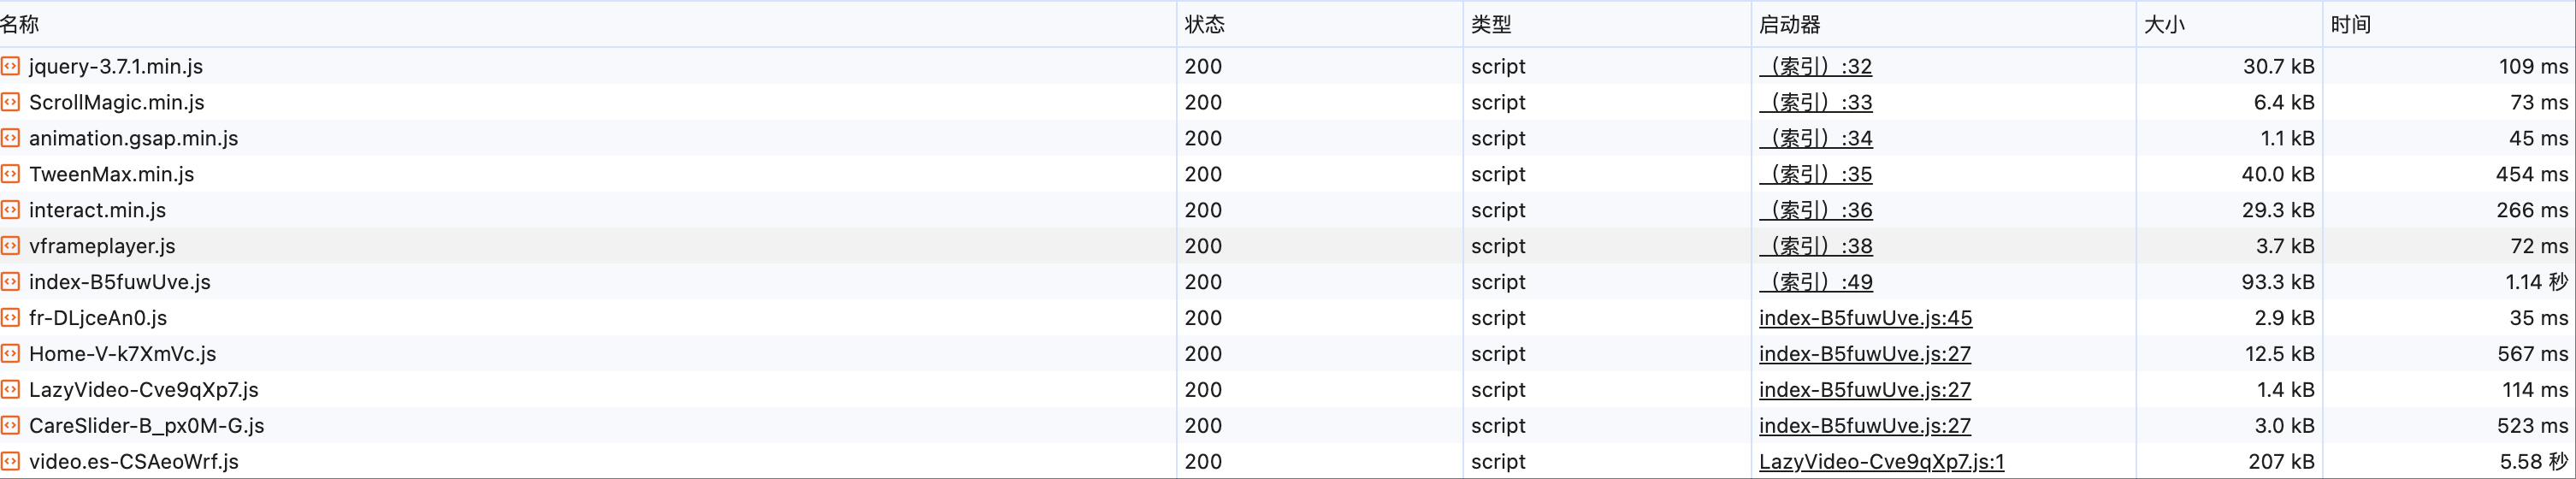 名称 状态 类型 启动器 大小 时间
jquery-3.7.1.min.js 200 script （索引）:32 30.7 kB 109 ms
ScrollMagic.min.js 200 script （索引）:33 6.4 kB 73 ms
animation.gsap.min.js 200 script （索引）:34 1.1 kB 45 ms
TweenMax.min.js 200 script （索引）:35 40.0 kB 454 ms
interact.min.js 200 script （索引）:36 29.3 kB 266 ms
vframeplayer.js 200 script （索引）:38 3.7 kB 72 ms
index-B5fuwUve.js 200 script （索引）:49 93.3 kB 1.14 秒
fr-DLjceAn0.js 200 script index-B5fuwUve.js:45 2.9 kB 35 ms
Home-V-k7XmVc.js 200 script index-B5fuwUve.js:27 12.5 kB 567 ms
LazyVideo-Cve9qXp7.js 200 script index-B5fuwUve.js:27 1.4 kB 114 ms
CareSlider-B_px0M-G.js 200 script index-B5fuwUve.js:27 3.0 kB 523 ms
video.es-CSAeoWrf.js 200 script LazyVideo-Cve9qXp7.js:1 207 kB 5.58 秒